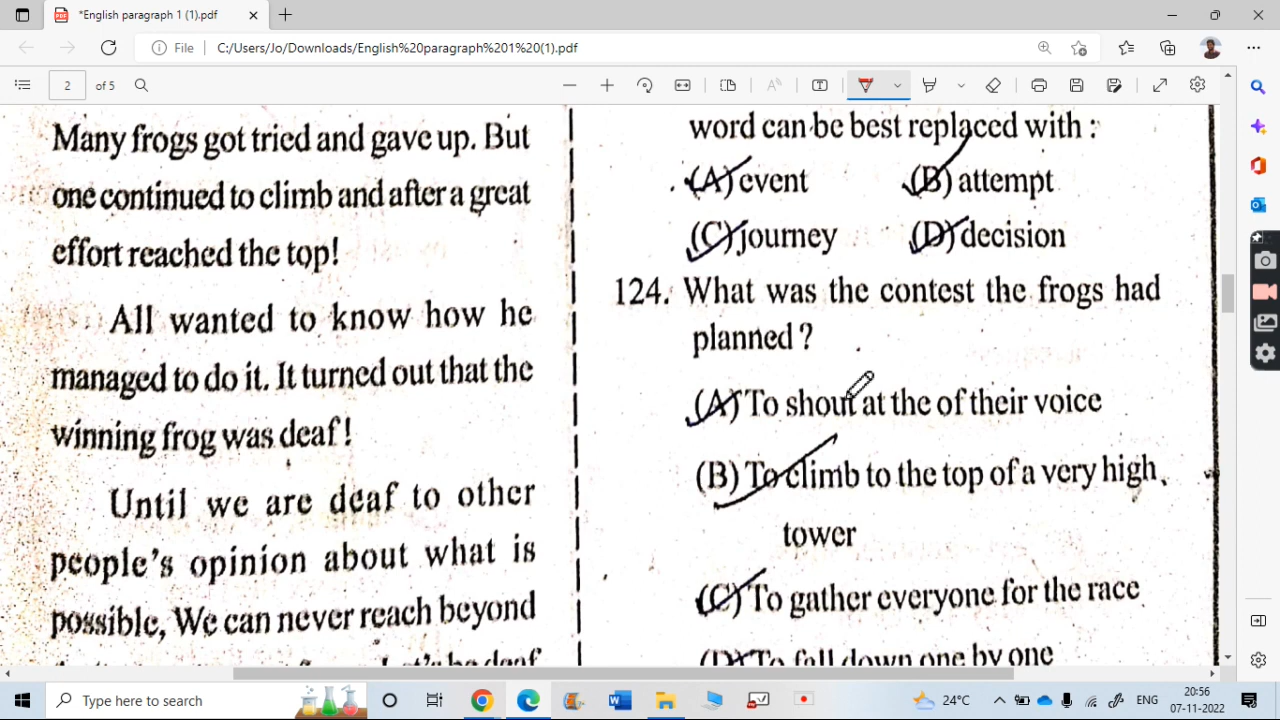 *English paragraph 1 (1).pdf
File
C:/Users/Jo/Downloads/English%20paragraph%201%20(1).pdf
2 of 5
Many frogs got tried and gave up. But
one continued to climb and after a great
effort reached the top!
All wanted to know how he
managed to do it. It turned out that the
winning frog was deaf!
Until we are deaf to other
people's opinion about what is
possible, We can never reach beyond
word can be best replaced with :
(A) event (B) attempt
(C) journey (D) decision
124. What was the contest the frogs had
planned ?
(A) To shout at the of their voice
(B) To climb to the top of a very high
tower
(C) To gather everyone for the race
(D) To fall down one by one
Type here to search
24°C
ENG
20:56
07-11-2022